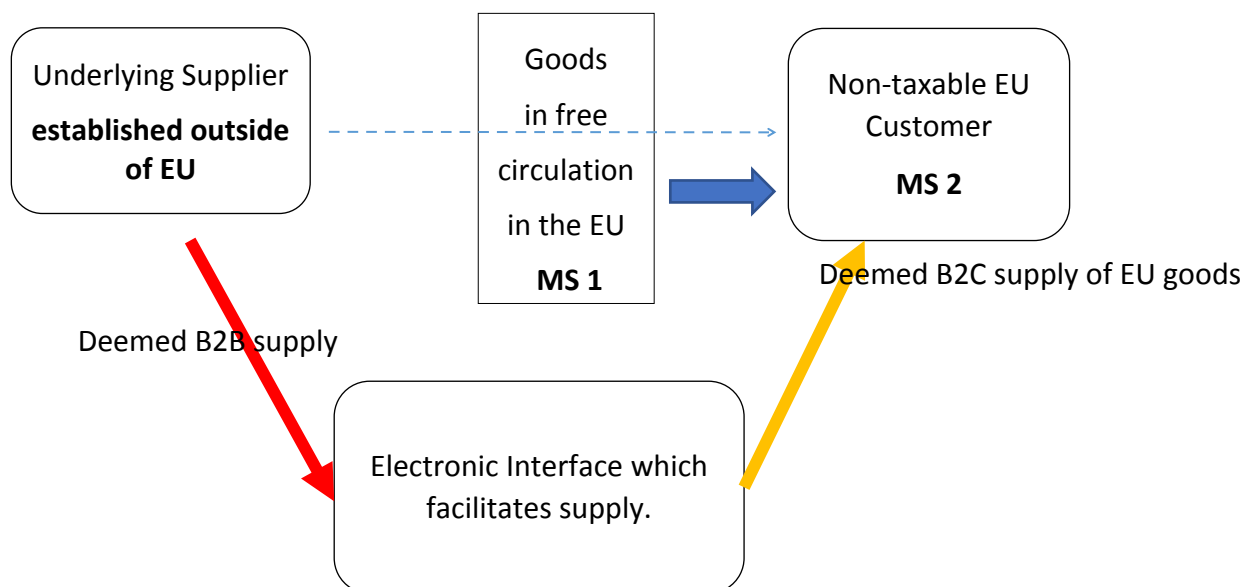 Underlying Supplier
established outside
of EU
Goods
in free
circulation
in the EU
MS 1
Non-taxable EU
Customer
MS 2
Deemed B2C supply of EU goods
Deemed B2B supply
Electronic Interface which
facilitates supply.